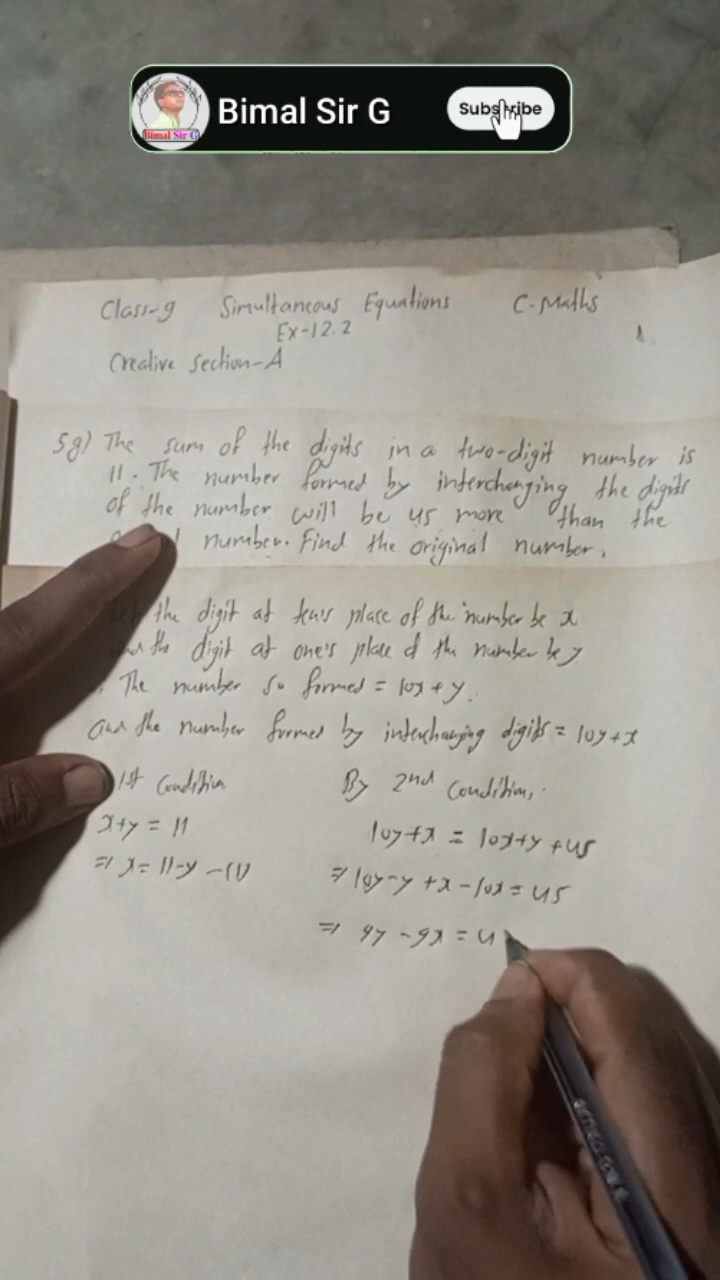 Bimal Sir G
Subscribe
Bimal Sir G
Class-9 Simultaneous Equations C-Maths
Ex-12.2
1.
Creative section-A
5g) The sum of the digits in a two-digit number is
11. The number formed by interchanging the digits
of the number will be 45 more than the
number. Find the original number.
the digit at ten's place of the number be x
the digit at one's place of the number be y
The number so formed = 10x + y.
and the number formed by interchanging digits = 10y+x
1st Condition
By 2nd Condition,
x+y = 11
10y+x = 10x+y +45
=> x = 11-y -(1)
=> 10y-y +x-10x = 45
=> 9y - 9x = 4